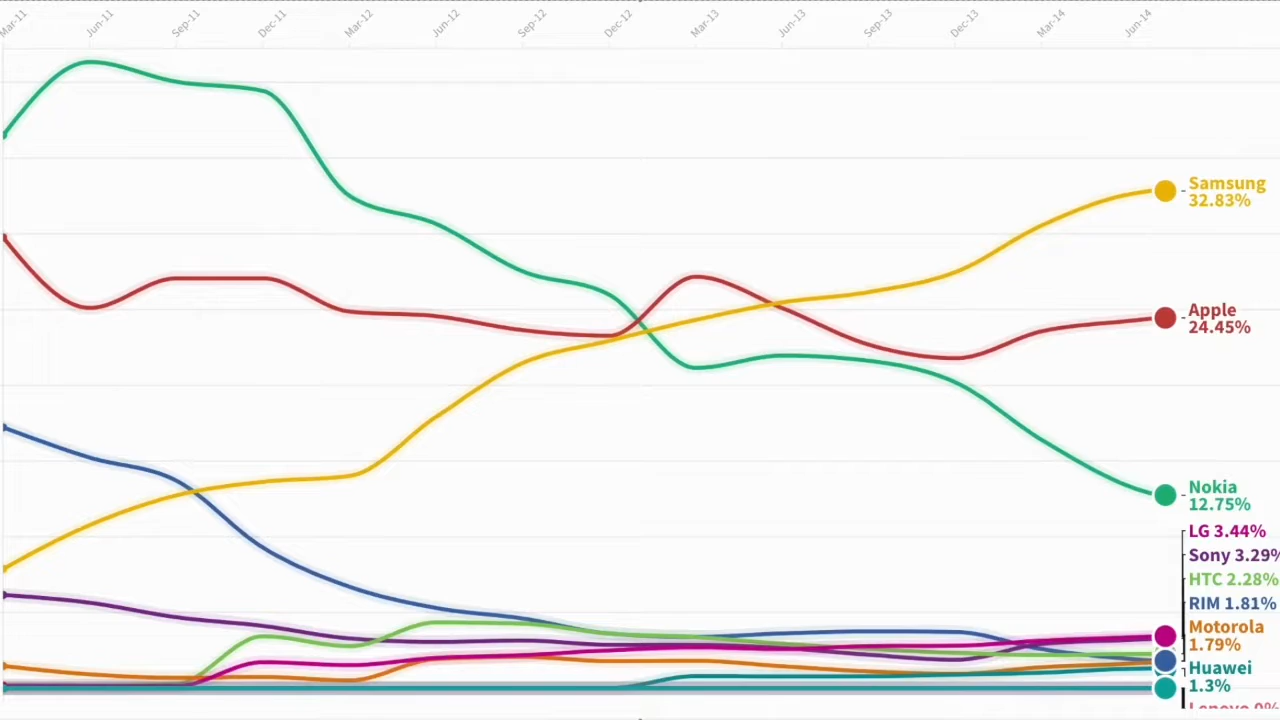 Mar-11
Jun-11
Sep-11
Dec-11
Mar-12
Jun-12
Sep-12
Dec-12
Mar-13
Jun-13
Sep-13
Dec-13
Mar-14
Jun-14
Samsung
32.83%
Apple
24.45%
Nokia
12.75%
LG 3.44%
Sony 3.29%
HTC 2.28%
RIM 1.81%
Motorola
1.79%
Huawei
1.3%
Lenovo 0%